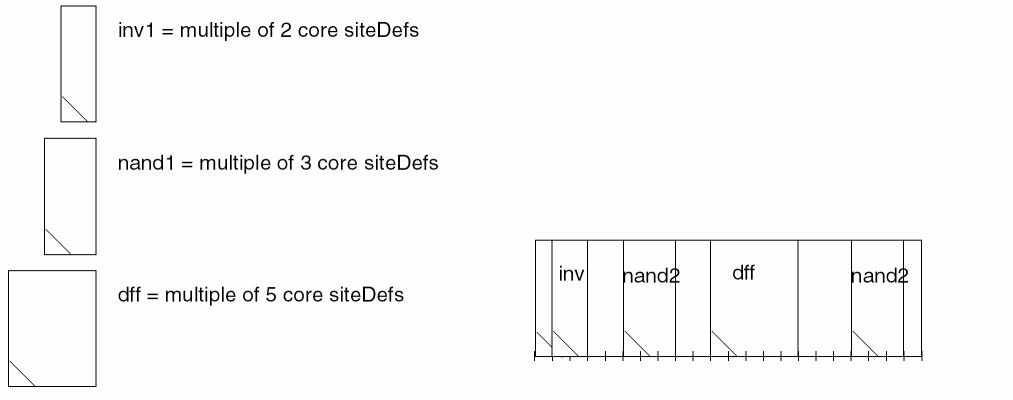 inv1 = multiple of 2 core siteDefs
nand1 = multiple of 3 core siteDefs
dff = multiple of 5 core siteDefs
inv nand2 dff nand2